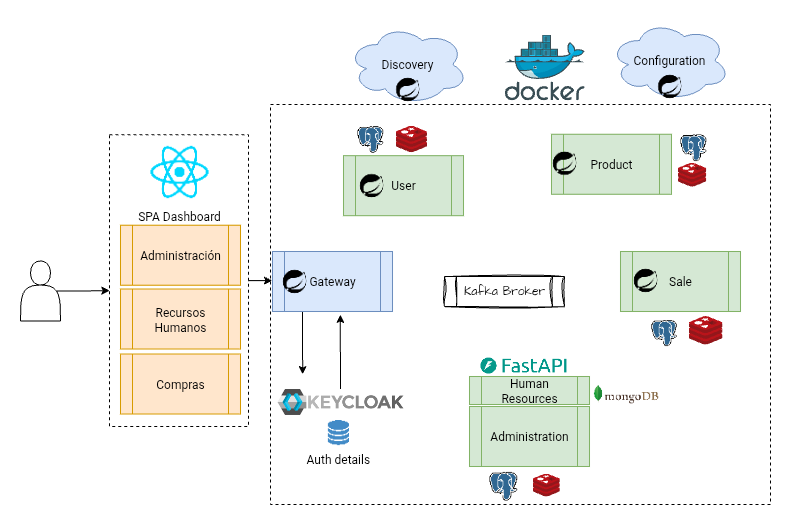 Discovery
docker
Configuration
SPA Dashboard
Administración
Recursos
Humanos
Compras
User
Product
Gateway
Kafka Broker
Sale
KEYCLOAK
Auth details
FastAPI
Human
Resources
mongoDB
Administration